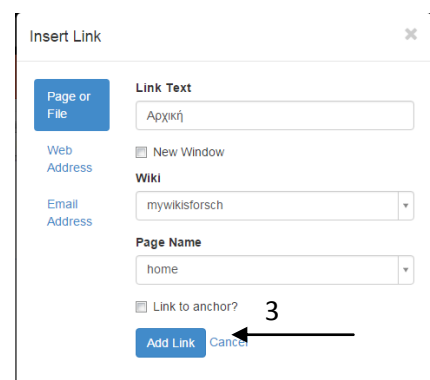 Insert Link ×
Page or File
Web Address
Email Address
Link Text
Αρχική
New Window
Wiki
mywikisforsch
Page Name
home
Link to anchor?
3
Add Link Cancel